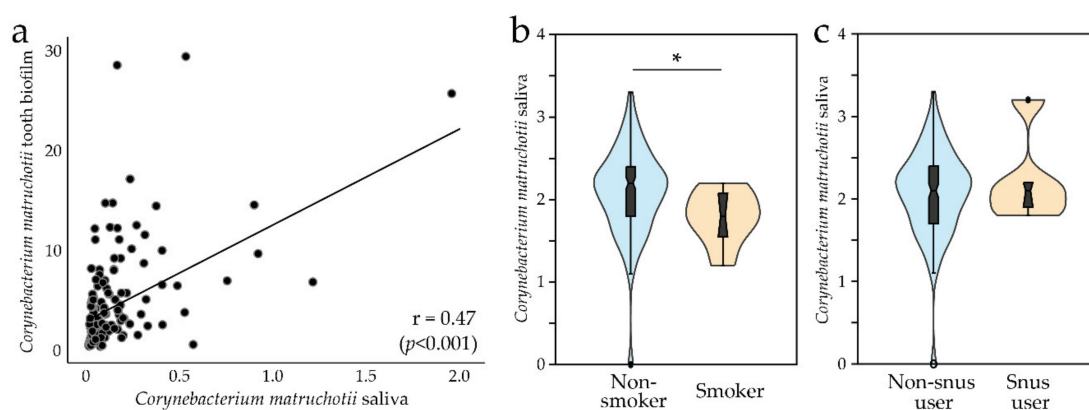 a
Corynebacterium matruchotii tooth biofilm
30
20
10
0
0
0.5
1.0
1.5
2.0
r = 0.47
(p<0.001)
Corynebacterium matruchotii saliva
b
Corynebacterium matruchotii saliva
4
3
2
1
0
*
Non-
smoker
Smoker
c
Corynebacterium matruchotii saliva
4
3
2
1
0
Non-snus
user
Snus
user